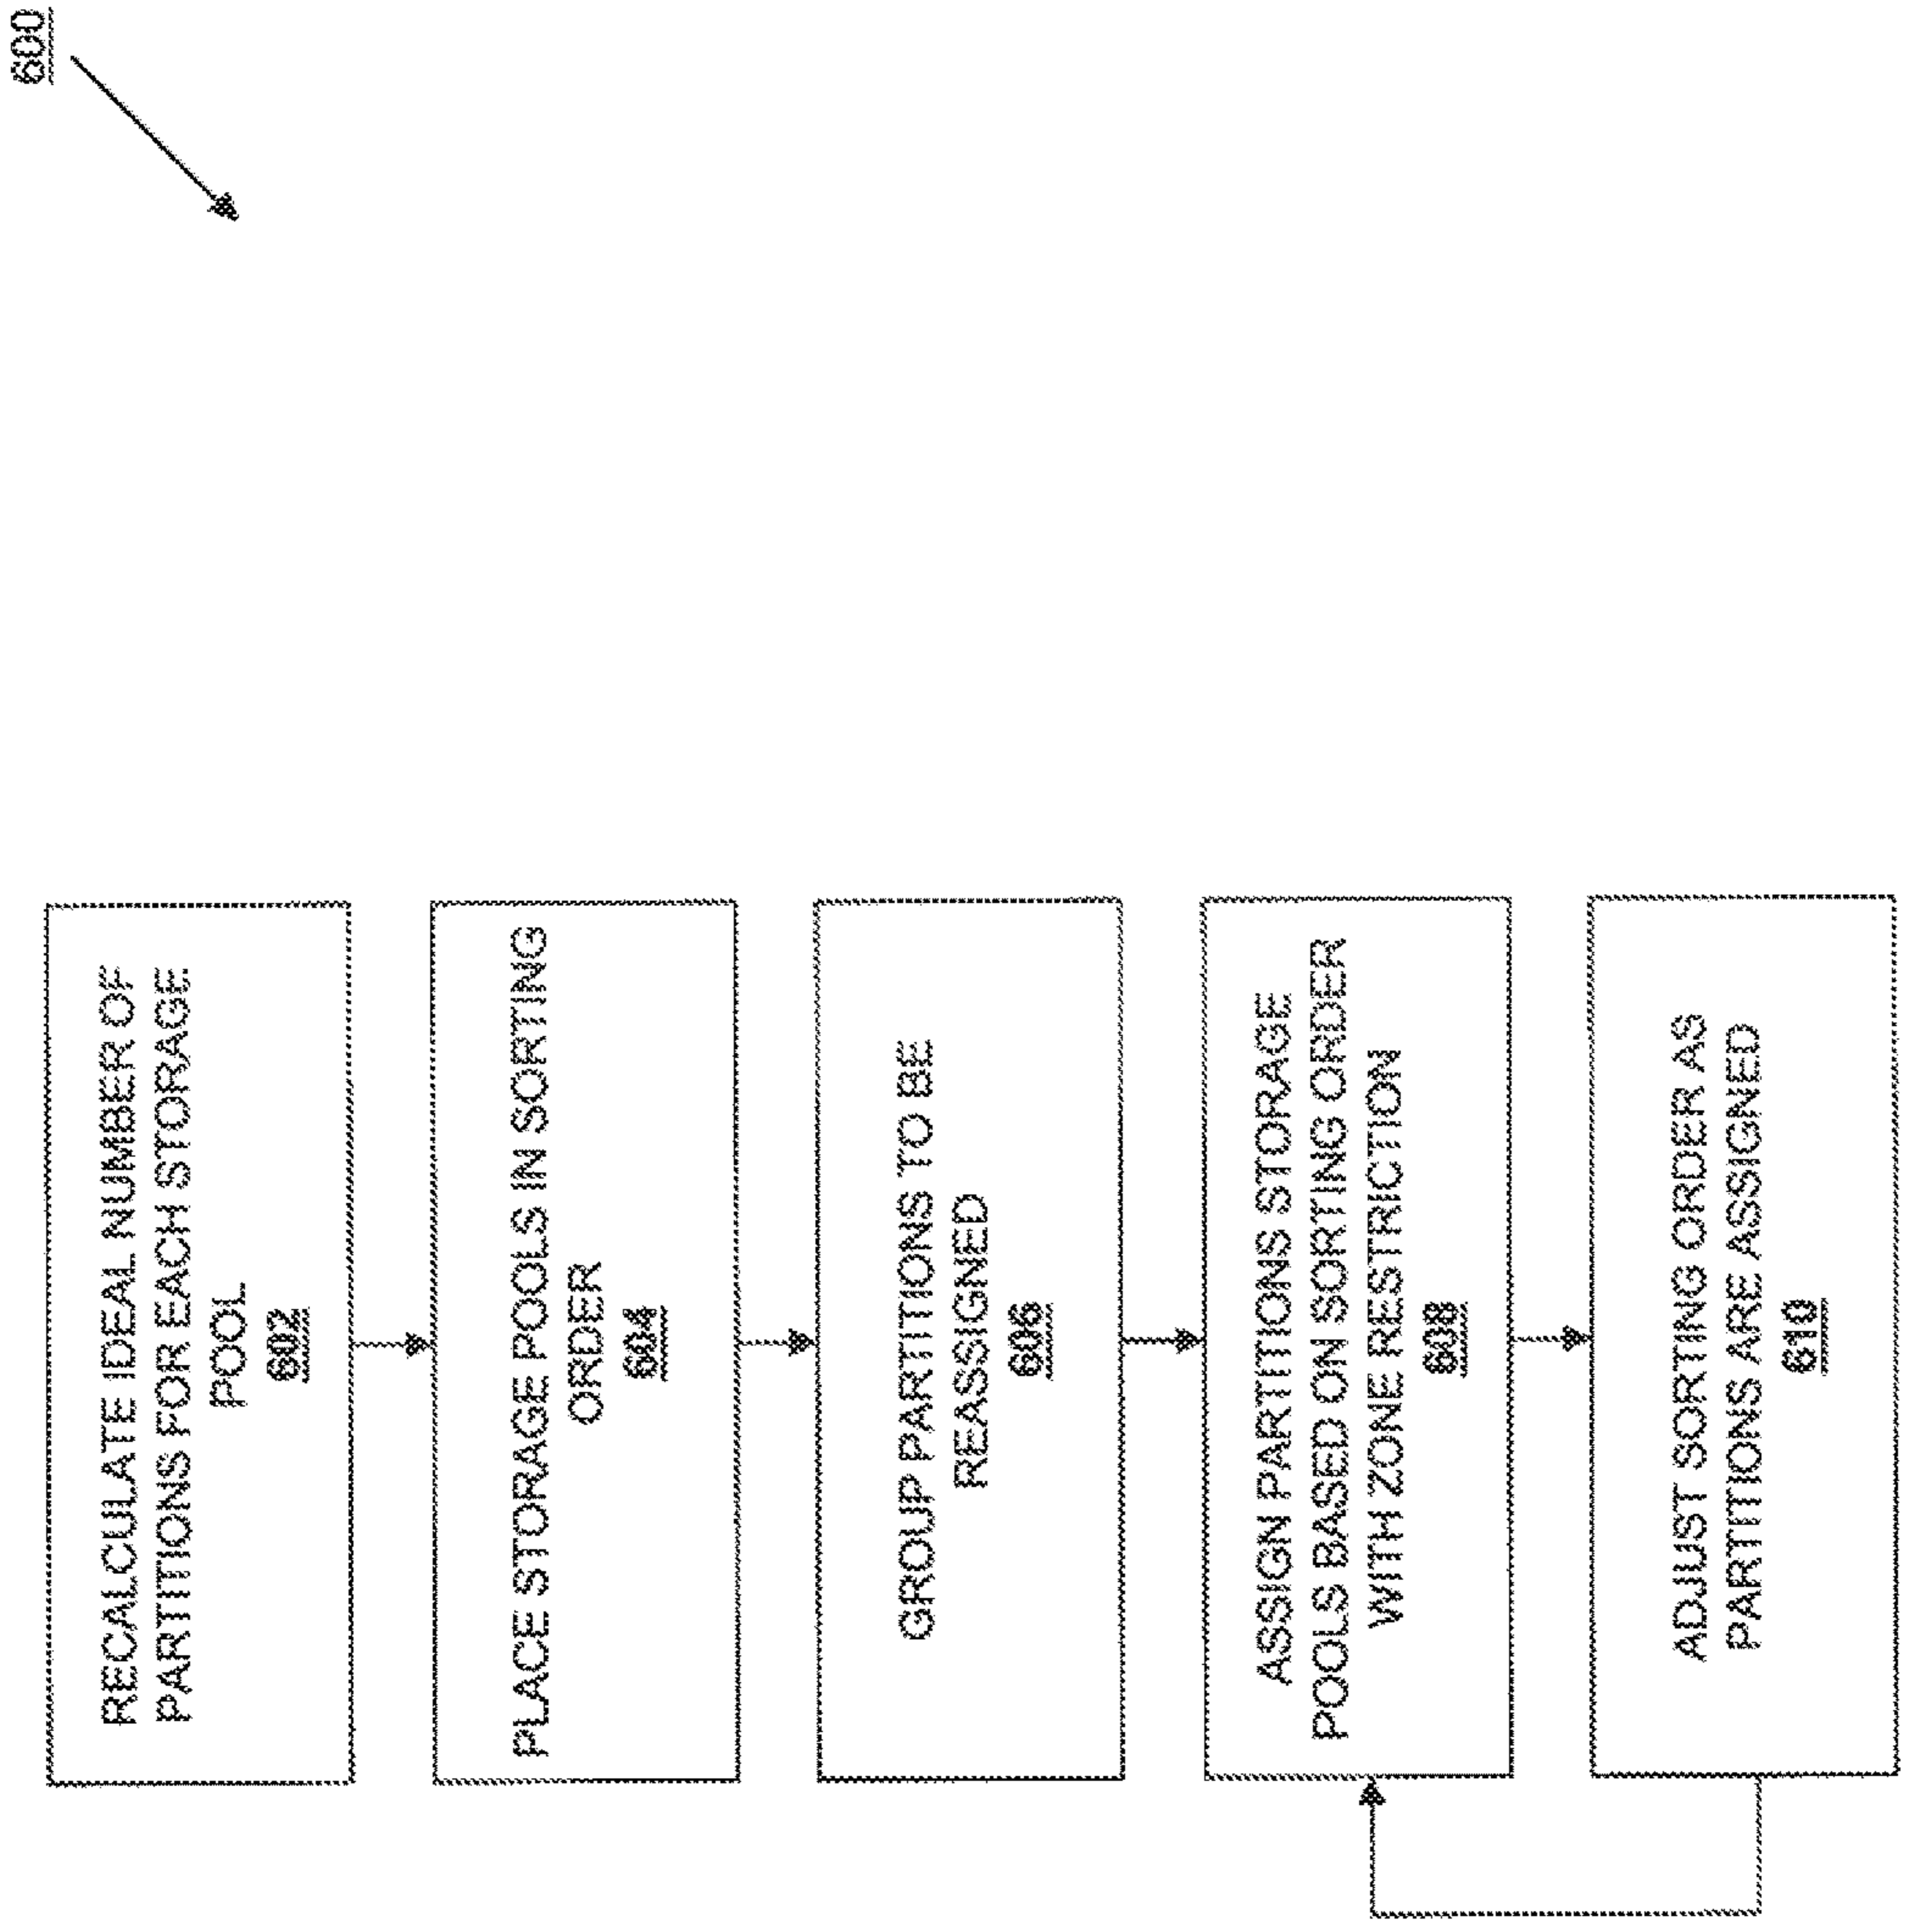 600
RECALCULATE IDEAL NUMBER OF
PARTITIONS FOR EACH STORAGE
POOL
602
PLACE STORAGE POOLS IN SORTING
ORDER
604
GROUP PARTITIONS TO BE
REASSIGNED
606
ASSIGN PARTITIONS STORAGE
POOLS BASED ON SORTING ORDER
WITH ZONE RESTRICTION
608
ADJUST SORTING ORDER AS
PARTITIONS ARE ASSIGNED
610